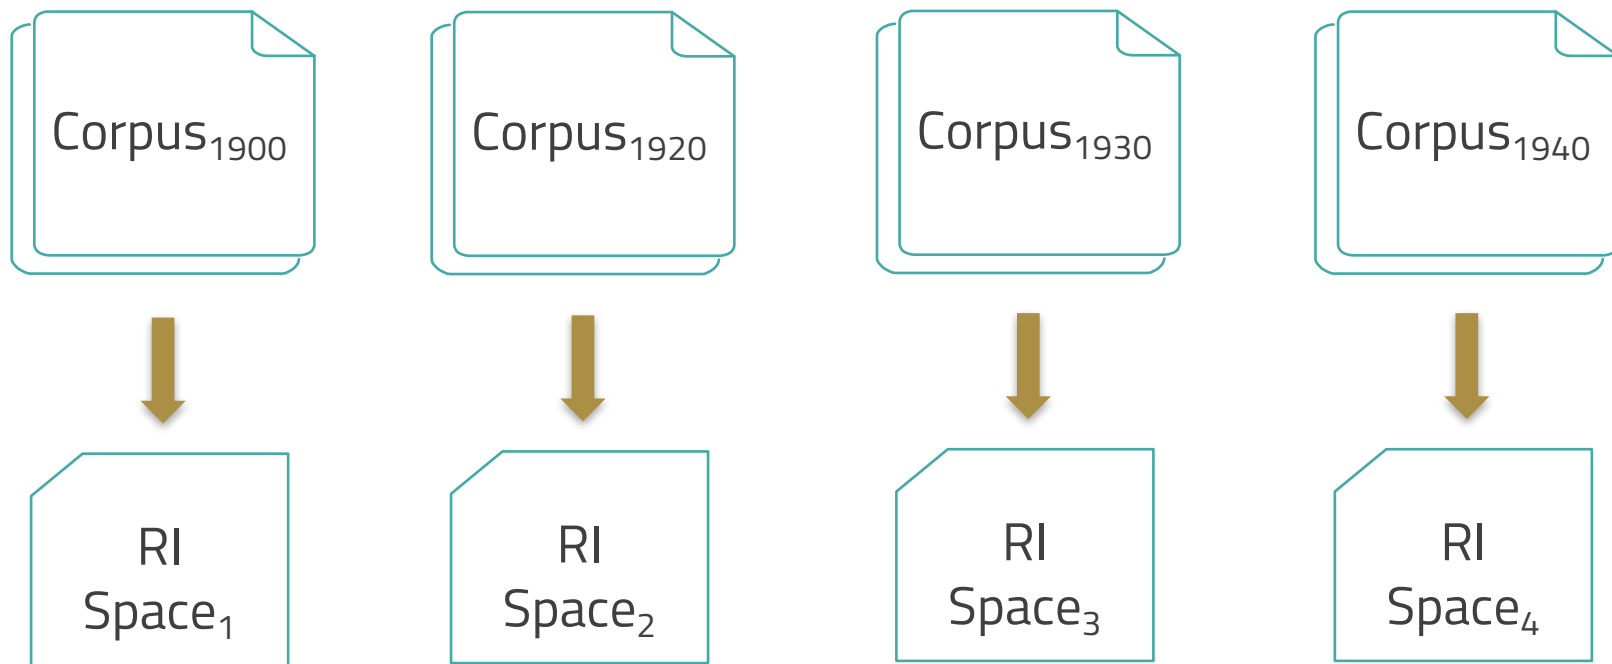 Corpus₁₉₀₀
Corpus₁₉₂₀
Corpus₁₉₃₀
Corpus₁₉₄₀
RI
Space₁
RI
Space₂
RI
Space₃
RI
Space₄